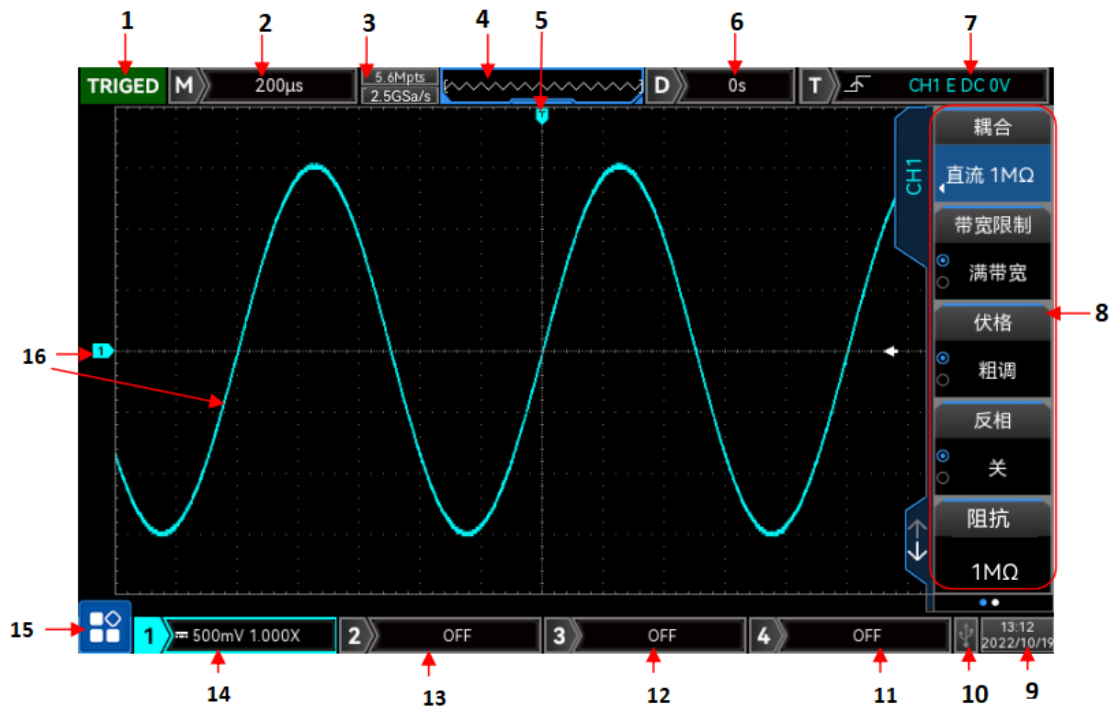 1 2 3 4 5 6 7
TRIGED M 200μs 5.6Mpts D 0s T CH1 E DC 0V
2.5GSa/s
T
CH1
耦合
直流 1MΩ
带宽限制
满带宽
伏格
粗调
反相
关
阻抗
1MΩ
8
1
16
15
1 500mV 1.000X 2 OFF 3 OFF 4 OFF 13:12
2022/10/19
14 13 12 11 10 9